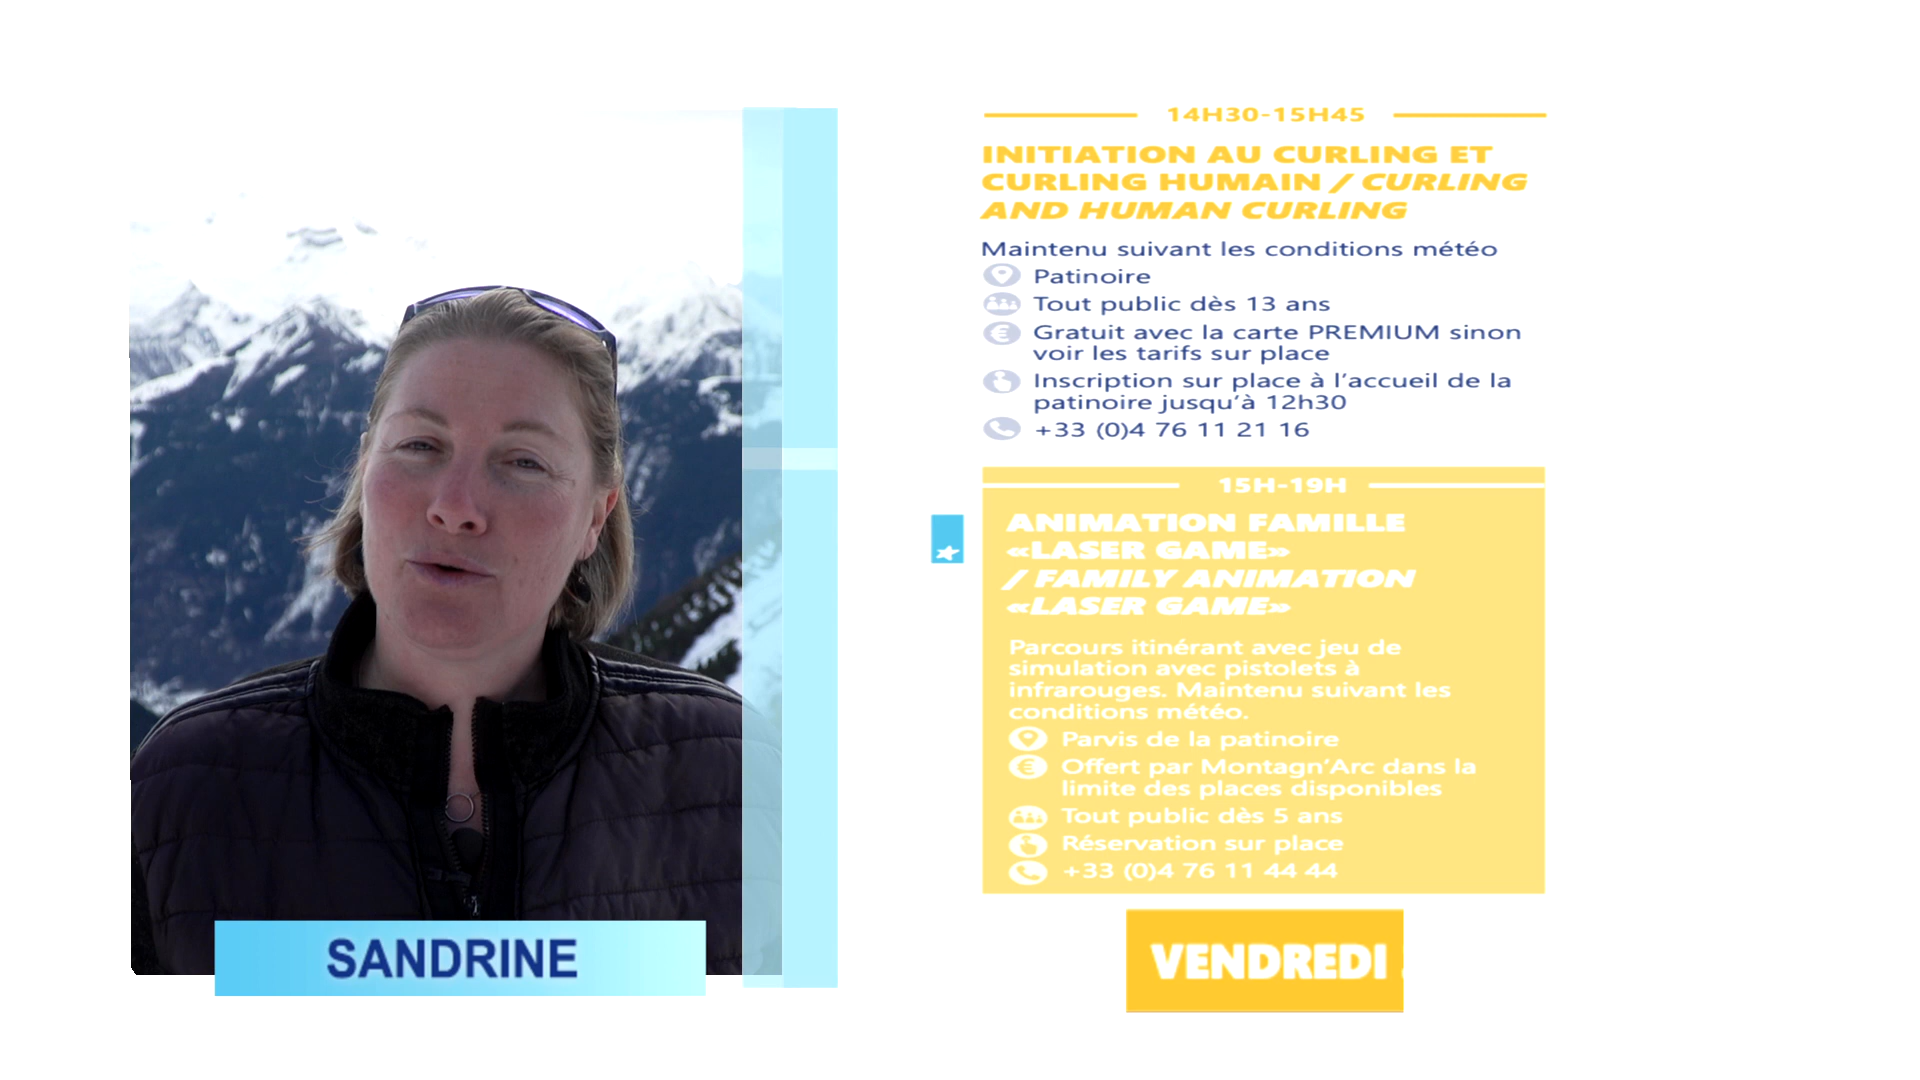 SANDRINE
14H30-15H45
INITIATION AU CURLING ET
CURLING HUMAIN / CURLING
AND HUMAN CURLING
Maintenu suivant les conditions météo
Patinoire
Tout public dès 13 ans
Gratuit avec la carte PREMIUM sinon
voir les tarifs sur place
Inscription sur place à l’accueil de la
patinoire jusqu’à 12h30
+33 (0)4 76 11 21 16
15H-19H
ANIMATION FAMILLE
«LASER GAME»
/ FAMILY ANIMATION
«LASER GAME»
Parcours itinérant avec jeu de
simulation avec pistolets à
infrarouges. Maintenu suivant les
conditions météo.
Parvis de la patinoire
Offert par Montagn’Arc dans la
limite des places disponibles
Tout public dès 5 ans
Réservation sur place
+33 (0)4 76 11 44 44
VENDREDI